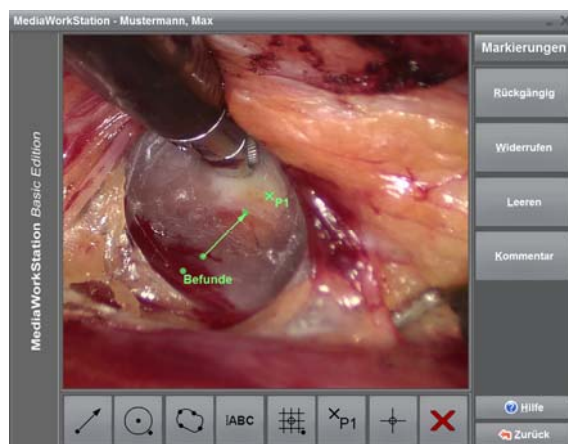 MediaWorkStation - Mustermann, Max
Markierungen
MediaWorkStation Basic Edition
Rückgängig
Widerrufen
Leeren
Kommentar
P1
Befunde
ABC
P1
Hilfe
Zurück